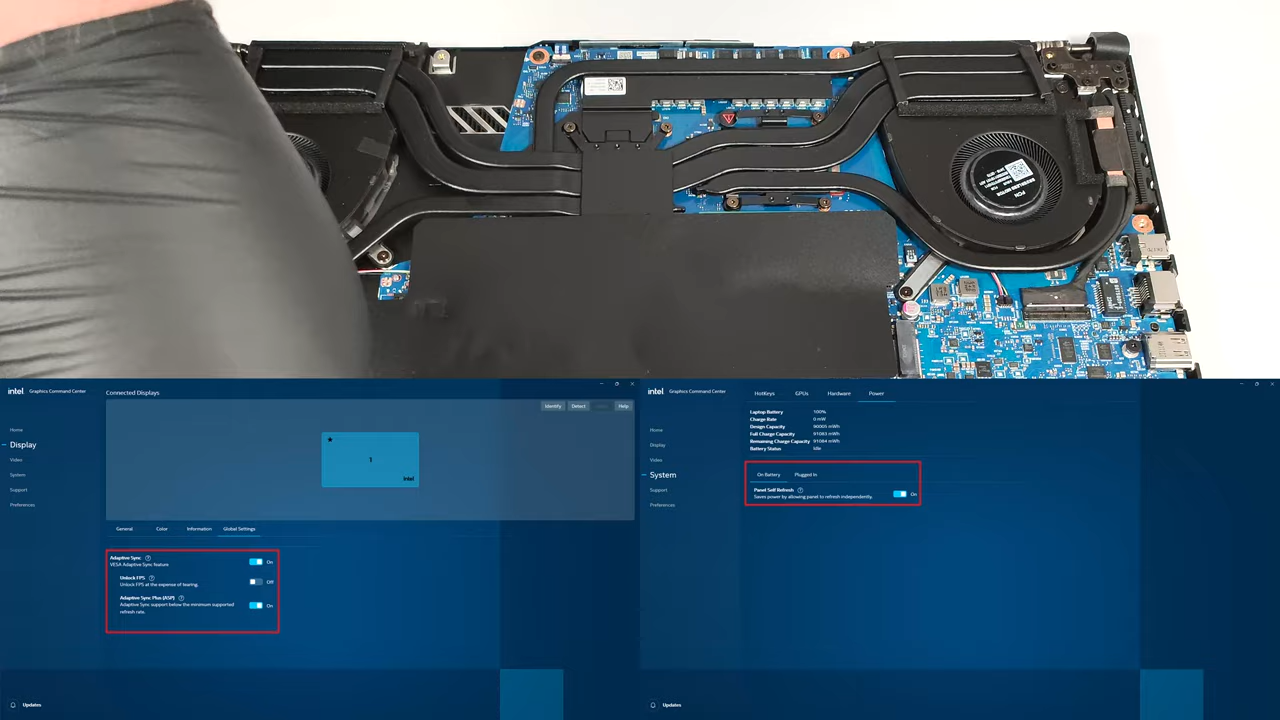 FCN
intel Graphics Command Center
Home
Display
Video
System
Support
Preferences
Updates
Connected Displays
Identify
Detect
Help
1
intel
General
Color
Information
Global Settings
Adaptive Sync
VESA Adaptive Sync feature
On
Unlock FPS
Unlock FPS at the expense of tearing.
Off
Adaptive Sync Plus (ASP)
Adaptive Sync support below the minimum supported
refresh rate.
On
intel Graphics Command Center
Home
Display
Video
System
Support
Preferences
Updates
HotKeys
GPUs
Hardware
Power
Laptop Battery 100%
Charge Rate 0 mW
Design Capacity 90005 mWh
Full Charge Capacity 91083 mWh
Remaining Charge Capacity 91084 mWh
Battery Status Idle
On Battery
Plugged In
Panel Self Refresh
Saves power by allowing panel to refresh independently.
On